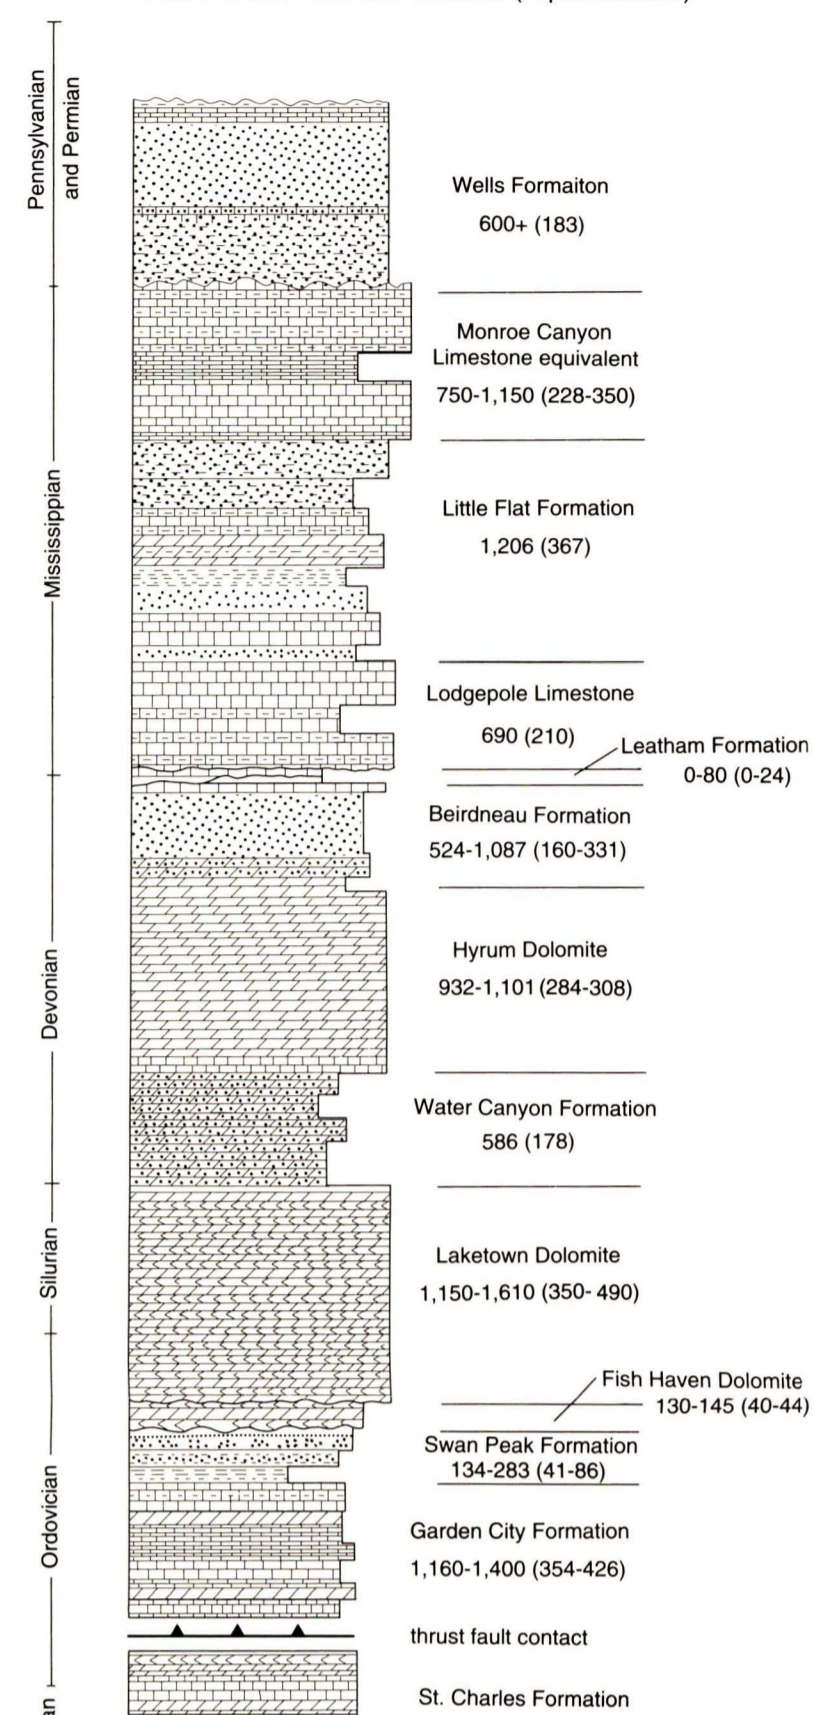 Pennsylvanian
and Permian
Wells Formaiton
600+ (183)
Monroe Canyon
Limestone equivalent
750-1,150 (228-350)
Mississippian
Little Flat Formation
1,206 (367)
Lodgepole Limestone
690 (210)
Leatham Formation
0-80 (0-24)
Beirdneau Formation
524-1,087 (160-331)
Devonian
Hyrum Dolomite
932-1,101 (284-308)
Water Canyon Formation
586 (178)
Silurian
Laketown Dolomite
1,150-1,610 (350- 490)
Fish Haven Dolomite
130-145 (40-44)
Swan Peak Formation
134-283 (41-86)
Ordovician
Garden City Formation
1,160-1,400 (354-426)
thrust fault contact
St. Charles Formation